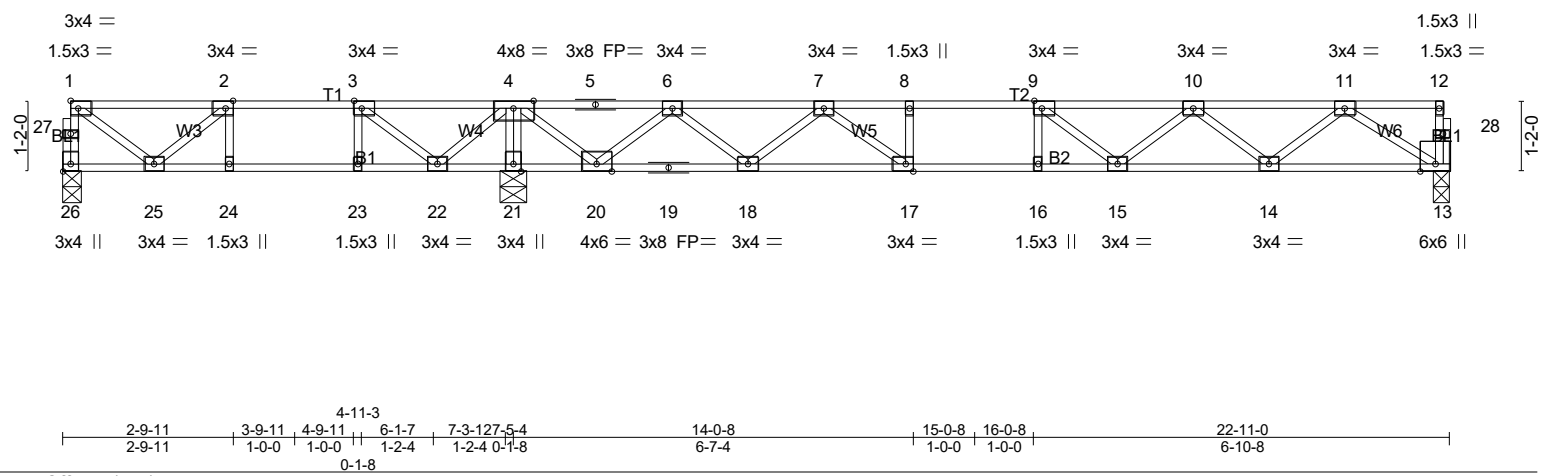 3x4 = 1.5x3 ||
1.5x3 = 3x4 = 3x4 = 4x8 = 3x8 FP= 3x4 = 3x4 = 1.5x3 || 3x4 = 3x4 = 3x4 = 1.5x3 =
1 2 3 4 5 6 7 8 9 10 11 12
T1 T2
1-2-0 27 W3 W4 W5 W6 28 1-2-0
B1 B2
26 25 24 23 22 21 20 19 18 17 16 15 14 13
3x4 || 3x4 = 1.5x3 || 1.5x3 || 3x4 = 3x4 || 4x6 = 3x8 FP= 3x4 = 3x4 = 1.5x3 || 3x4 = 3x4 = 6x6 ||
4-11-3
2-9-11 3-9-11 4-9-11 6-1-7 7-3-12 7-5-4 14-0-8 15-0-8 16-0-8 22-11-0
2-9-11 1-0-0 1-0-0 1-2-4 1-2-4 0-1-8 6-7-4 1-0-0 1-0-0 6-10-8
0-1-8